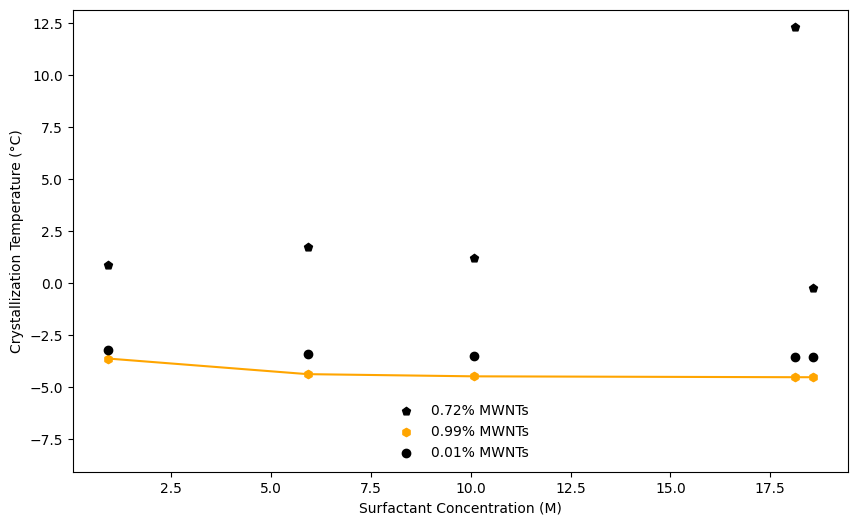 12.5
10.0
7.5
5.0
2.5
0.0
−2.5
−5.0
−7.5
Crystallization Temperature (°C)
0.72% MWNTs
0.99% MWNTs
0.01% MWNTs
2.5 5.0 7.5 10.0 12.5 15.0 17.5
Surfactant Concentration (M)